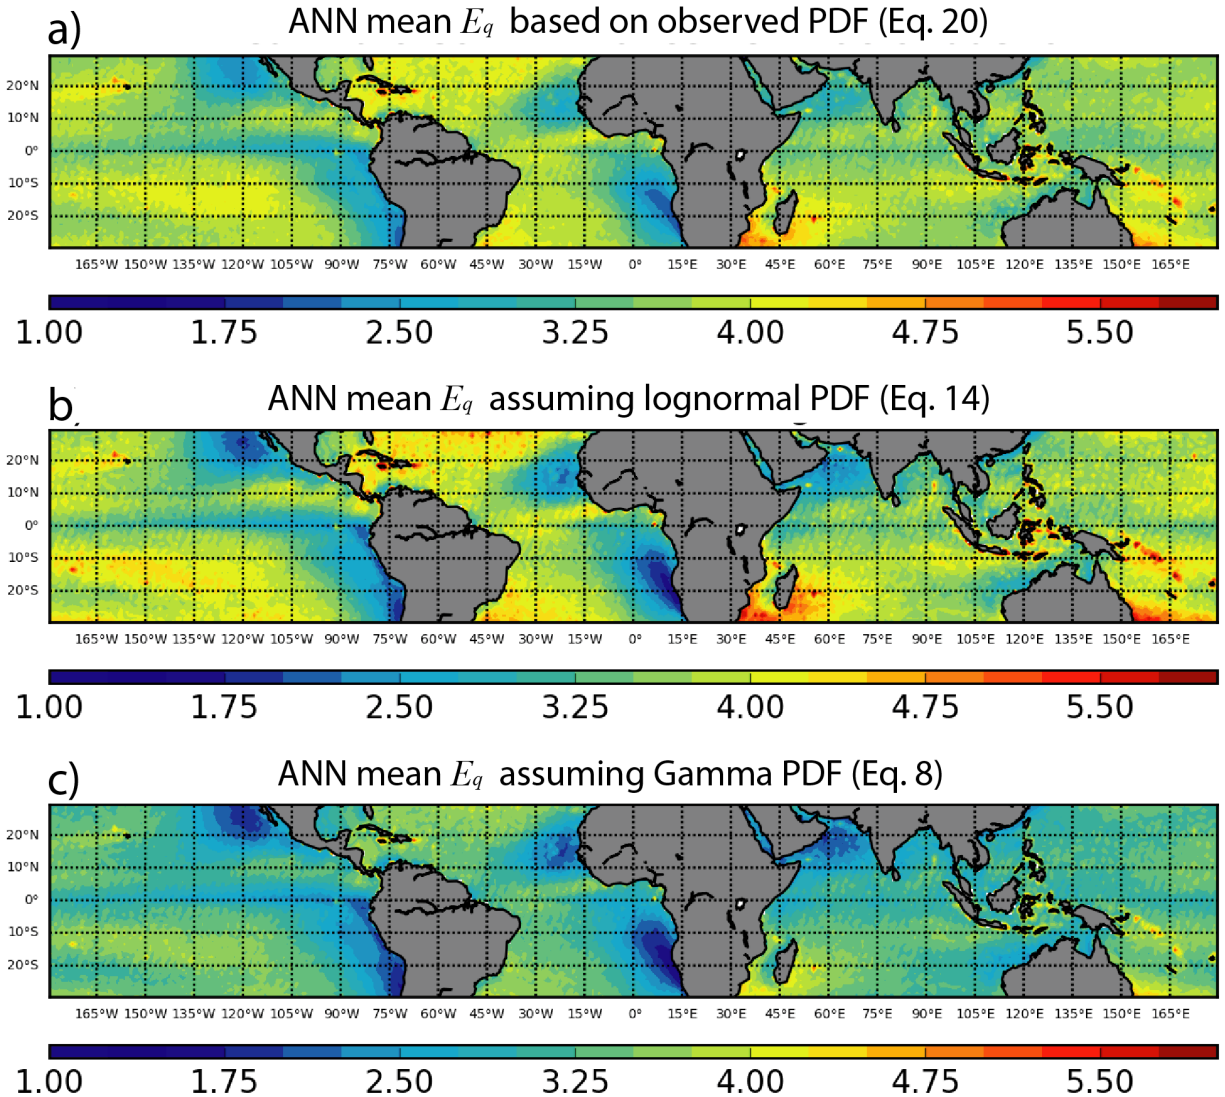 a) ANN mean Eq based on observed PDF (Eq. 20)
20°N
10°N
0°
10°S
20°S
165°W 150°W 135°W 120°W 105°W 90°W 75°W 60°W 45°W 30°W 15°W 0° 15°E 30°E 45°E 60°E 75°E 90°E 105°E 120°E 135°E 150°E 165°E
1.00 1.75 2.50 3.25 4.00 4.75 5.50
b) ANN mean Eq assuming lognormal PDF (Eq. 14)
20°N
10°N
0°
10°S
20°S
165°W 150°W 135°W 120°W 105°W 90°W 75°W 60°W 45°W 30°W 15°W 0° 15°E 30°E 45°E 60°E 75°E 90°E 105°E 120°E 135°E 150°E 165°E
1.00 1.75 2.50 3.25 4.00 4.75 5.50
c) ANN mean Eq assuming Gamma PDF (Eq. 8)
20°N
10°N
0°
10°S
20°S
165°W 150°W 135°W 120°W 105°W 90°W 75°W 60°W 45°W 30°W 15°W 0° 15°E 30°E 45°E 60°E 75°E 90°E 105°E 120°E 135°E 150°E 165°E
1.00 1.75 2.50 3.25 4.00 4.75 5.50